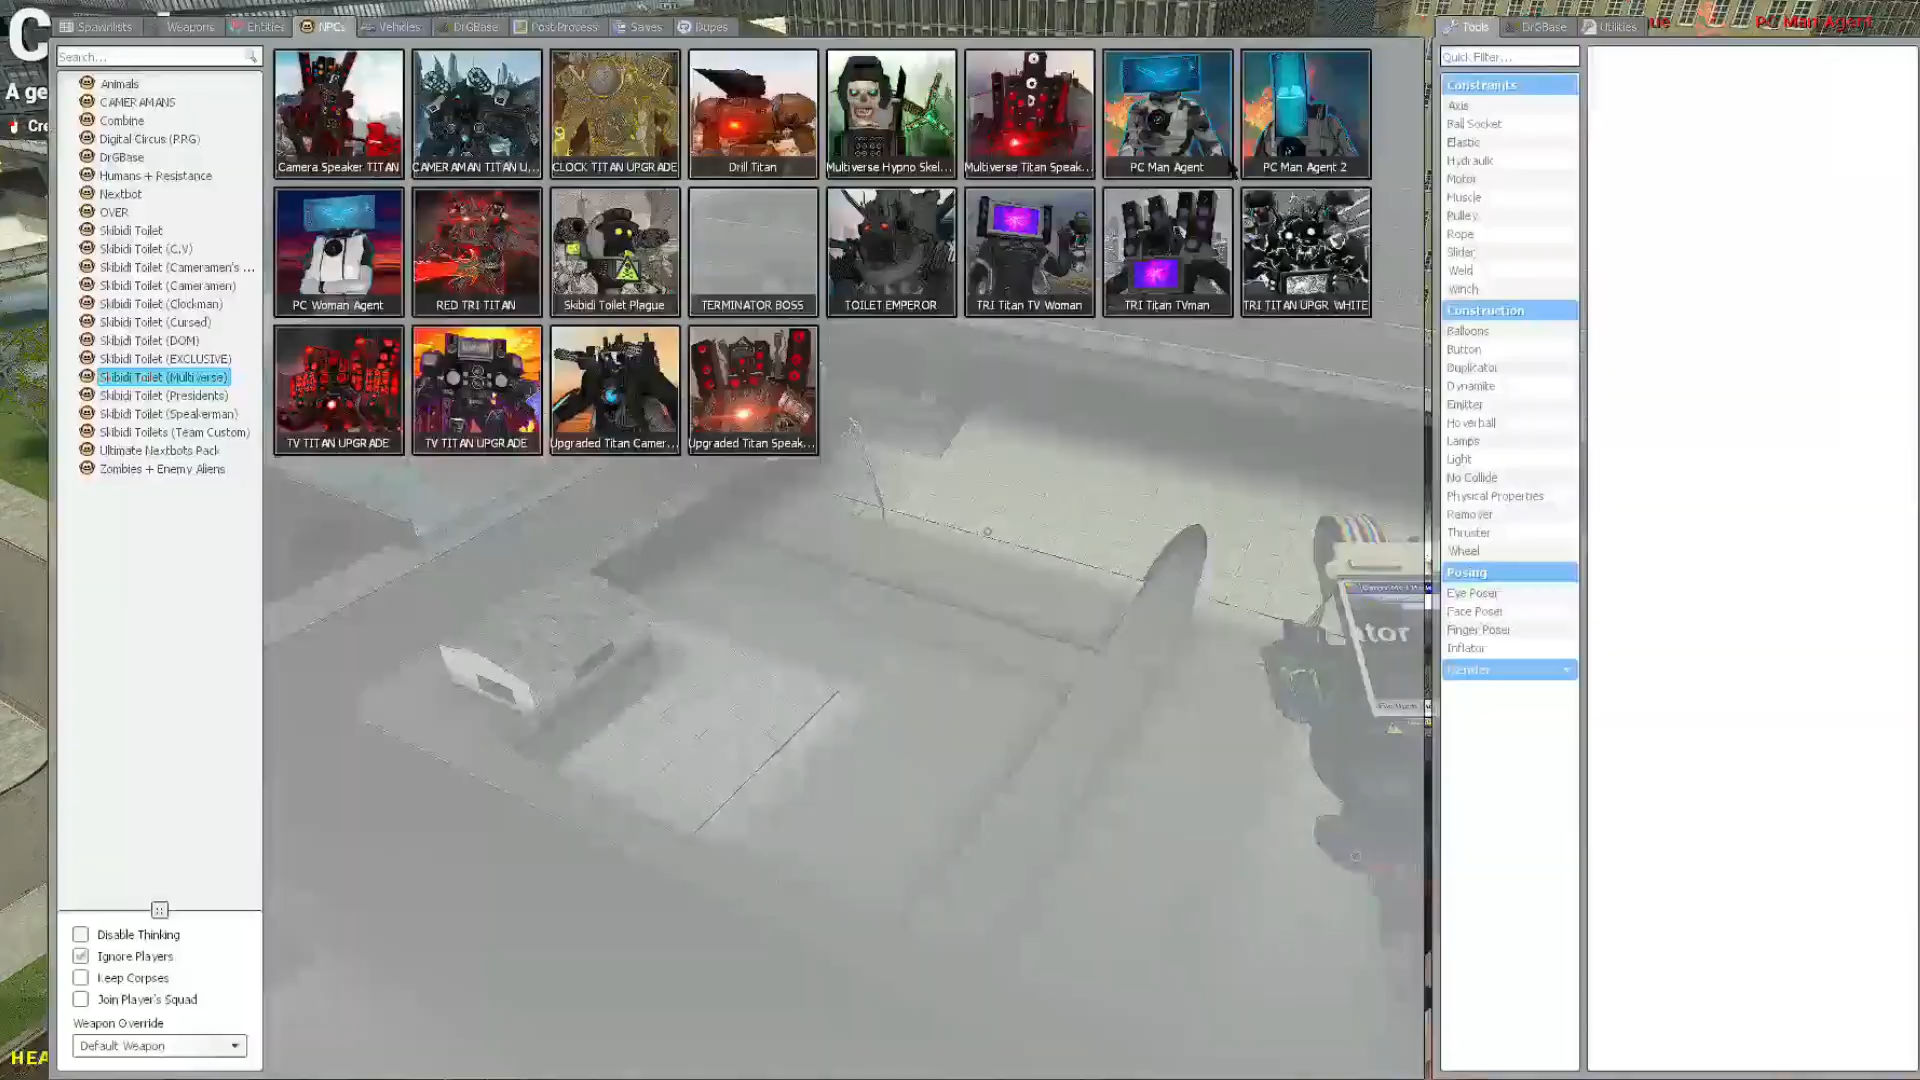 Spawnlists
Weapons
Entities
NPCs
Vehicles
DrGBase
Post Process
Saves
Dupes
Tools
DrGBase
Utilities
PC Man Agent
C
A ge
Cre
HEA
Search...
Animals
CAMERAMANS
Combine
Digital Circus (RPG)
DrGBase
Humans + Resistance
Nextbot
OVER
Skibidi Toilet
Skibidi Toilet (C.V)
Skibidi Toilet (Cameramen's ...
Skibidi Toilet (Cameramen)
Skibidi Toilet (Clockman)
Skibidi Toilet (Cursed)
Skibidi Toilet (DOM)
Skibidi Toilet (EXCLUSIVE)
Skibidi Toilet (Multiverse)
Skibidi Toilet (Presidents)
Skibidi Toilet (Speakerman)
Skibidi Toilets (Team Custom)
Ultimate Nextbots Pack
Zombies + Enemy Aliens
Disable Thinking
Ignore Players
Keep Corpses
Join Player's Squad
Weapon Override
Default Weapon
Camera Speaker TITAN
CAMERAMAN TITAN U...
CLOCK TITAN UPGRADE
Drill Titan
Multiverse Hypno Skel...
Multiverse Titan Speak...
PC Man Agent
PC Man Agent 2
PC Woman Agent
RED TRI TITAN
Skibidi Toilet Plague
TERMINATOR BOSS
TOILET EMPEROR
TRI Titan TV Woman
TRI Titan TVman
TRI TITAN UPGR WHITE
TV TITAN UPGRADE
TV TITAN UPGRADE
Upgraded Titan Camer...
Upgraded Titan Speak...
ator
Quick Filter...
Constraints
Axis
Ball Socket
Elastic
Hydraulic
Motor
Muscle
Pulley
Rope
Slider
Weld
Winch
Construction
Balloons
Button
Duplicator
Dynamite
Emitter
Hoverball
Lamps
Light
No Collide
Physical Properties
Remover
Thruster
Wheel
Posing
Eye Poser
Face Poser
Finger Poser
Inflator
Render